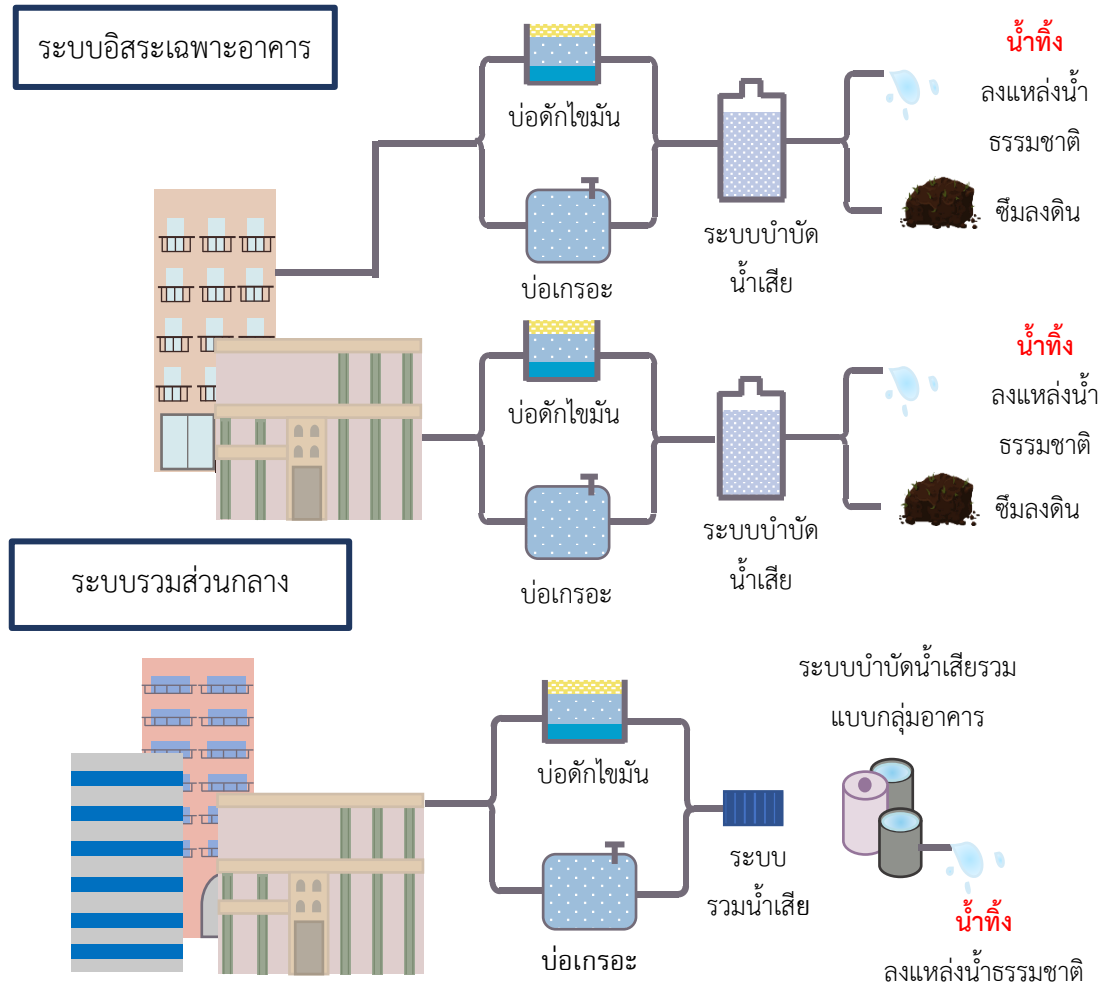 ระบบอิสระเฉพาะอาคาร
บ่อดักไขมัน
บ่อเกรอะ
ระบบบำบัด
น้ำเสีย
น้ำทิ้ง
ลงแหล่งน้ำ
ธรรมชาติ
ซึมลงดิน
บ่อดักไขมัน
บ่อเกรอะ
ระบบบำบัด
น้ำเสีย
น้ำทิ้ง
ลงแหล่งน้ำ
ธรรมชาติ
ซึมลงดิน
ระบบรวมส่วนกลาง
บ่อดักไขมัน
บ่อเกรอะ
ระบบ
รวมน้ำเสีย
ระบบบำบัดน้ำเสียรวม
แบบกลุ่มอาคาร
น้ำทิ้ง
ลงแหล่งน้ำธรรมชาติ